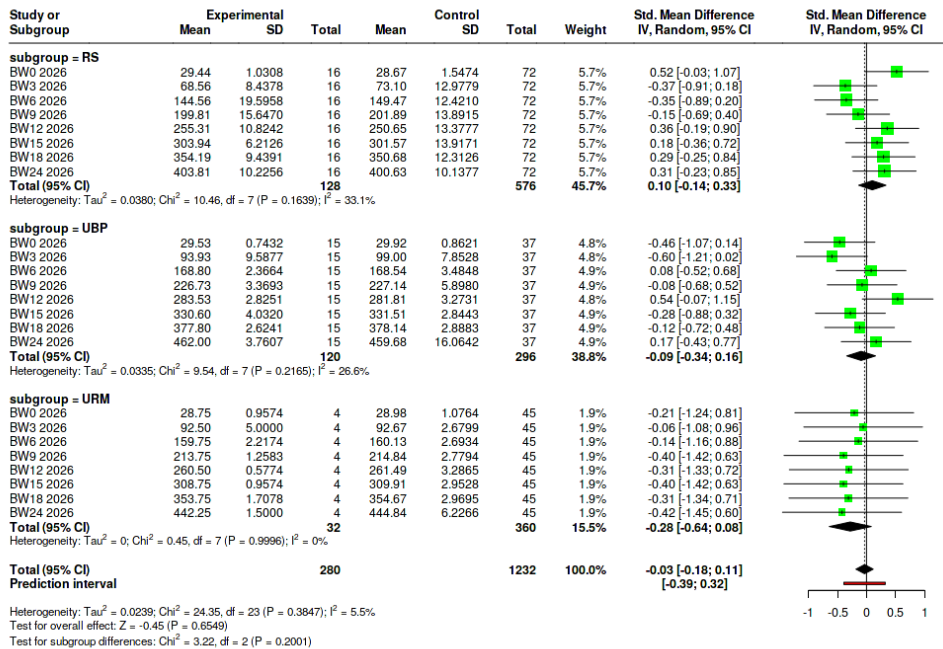 Study or Experimental Control Std. Mean Difference Std. Mean Difference
Subgroup Mean SD Total Mean SD Total Weight IV, Random, 95% CI IV, Random, 95% CI
subgroup = RS
BW0 2026 29.44 1.0308 16 28.67 1.5474 72 5.7% 0.52 [-0.03; 1.07]
BW3 2026 68.56 8.4378 16 73.10 12.9779 72 5.7% -0.37 [-0.91; 0.18]
BW6 2026 144.56 19.5958 16 149.47 12.4210 72 5.7% -0.35 [-0.89; 0.20]
BW9 2026 199.81 15.6470 16 201.89 13.8915 72 5.7% -0.15 [-0.69; 0.40]
BW12 2026 255.31 10.8242 16 250.65 13.3777 72 5.7% 0.36 [-0.19; 0.90]
BW15 2026 303.94 6.2126 16 301.57 13.9171 72 5.7% 0.18 [-0.36; 0.72]
BW18 2026 354.19 9.4391 16 350.68 12.3126 72 5.7% 0.29 [-0.25; 0.84]
BW24 2026 403.81 10.2256 16 400.63 10.1377 72 5.7% 0.31 [-0.23; 0.85]
Total (95% CI) 128 576 45.7% 0.10 [-0.14; 0.33]
Heterogeneity: Tau² = 0.0380; Chi² = 10.46, df = 7 (P = 0.1639); I² = 33.1%
subgroup = UBP
BW0 2026 29.53 0.7432 15 29.92 0.8621 37 4.8% -0.46 [-1.07; 0.14]
BW3 2026 93.93 9.5877 15 99.00 7.8528 37 4.8% -0.60 [-1.21; 0.02]
BW6 2026 168.80 2.3664 15 168.54 3.4848 37 4.9% 0.08 [-0.52; 0.68]
BW9 2026 226.73 3.3693 15 227.14 5.8980 37 4.9% -0.08 [-0.68; 0.52]
BW12 2026 283.53 2.8251 15 281.81 3.2731 37 4.8% 0.54 [-0.07; 1.15]
BW15 2026 330.60 4.0320 15 331.51 2.8443 37 4.9% -0.28 [-0.88; 0.32]
BW18 2026 377.80 2.6241 15 378.14 2.8883 37 4.9% -0.12 [-0.72; 0.48]
BW24 2026 462.00 3.7607 15 459.68 16.0642 37 4.9% 0.17 [-0.43; 0.77]
Total (95% CI) 120 296 38.8% -0.09 [-0.34; 0.16]
Heterogeneity: Tau² = 0.0335; Chi² = 9.54, df = 7 (P = 0.2165); I² = 26.6%
subgroup = URM
BW0 2026 28.75 0.9574 4 28.98 1.0764 45 1.9% -0.21 [-1.24; 0.81]
BW3 2026 92.50 5.0000 4 92.67 2.6799 45 1.9% -0.06 [-1.08; 0.96]
BW6 2026 159.75 2.2174 4 160.13 2.6934 45 1.9% -0.14 [-1.16; 0.88]
BW9 2026 213.75 1.2583 4 214.84 2.7794 45 1.9% -0.40 [-1.42; 0.63]
BW12 2026 260.50 0.5774 4 261.49 3.2865 45 1.9% -0.31 [-1.33; 0.72]
BW15 2026 308.75 0.9574 4 309.91 2.9528 45 1.9% -0.40 [-1.42; 0.63]
BW18 2026 353.75 1.7078 4 354.67 2.9695 45 1.9% -0.31 [-1.34; 0.71]
BW24 2026 442.25 1.5000 4 444.84 6.2266 45 1.9% -0.42 [-1.45; 0.60]
Total (95% CI) 32 360 15.5% -0.28 [-0.64; 0.08]
Heterogeneity: Tau² = 0; Chi² = 0.45, df = 7 (P = 0.9996); I² = 0%
Total (95% CI) 280 1232 100.0% -0.03 [-0.18; 0.11]
Prediction interval [-0.39; 0.32]
-1 -0.5 0 0.5 1
Heterogeneity: Tau² = 0.0239; Chi² = 24.35, df = 23 (P = 0.3847); I² = 5.5%
Test for overall effect: Z = -0.45 (P = 0.6549)
Test for subgroup differences: Chi² = 3.22, df = 2 (P = 0.2001)